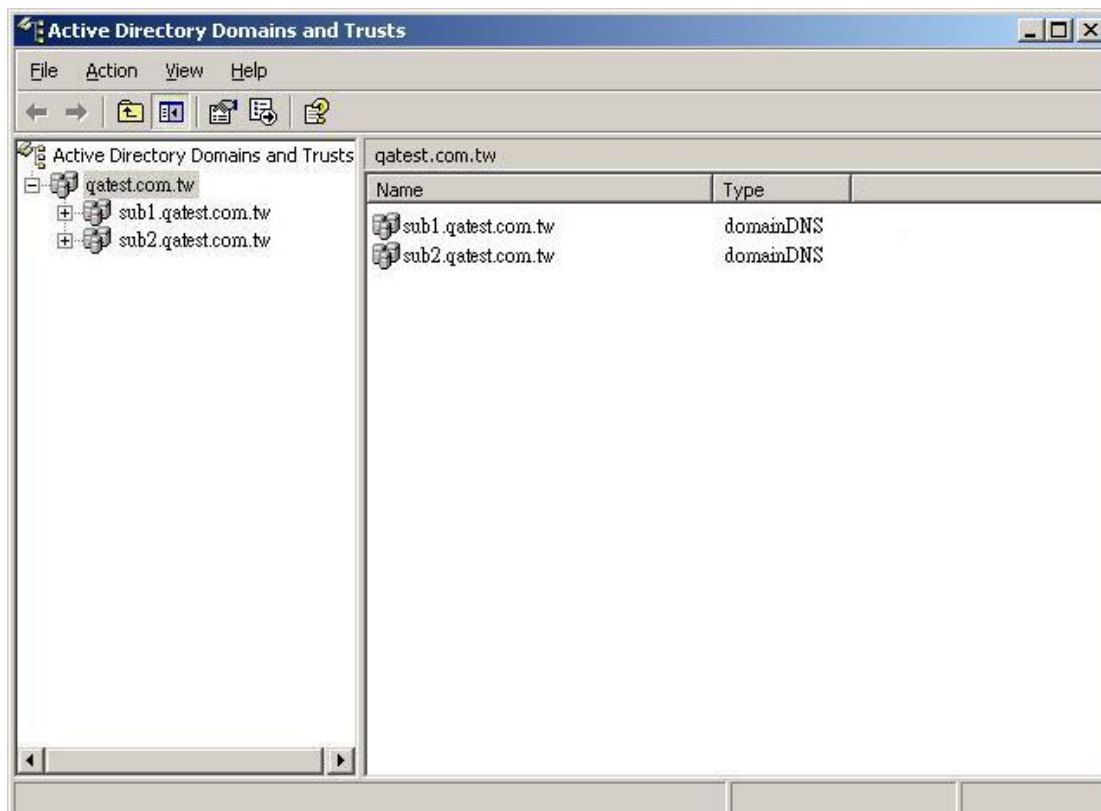 Active Directory Domains and Trusts
File Action View Help
Active Directory Domains and Trusts
qatest.com.tw
sub1.qatest.com.tw
sub2.qatest.com.tw
qatest.com.tw
Name Type
sub1.qatest.com.tw domainDNS
sub2.qatest.com.tw domainDNS